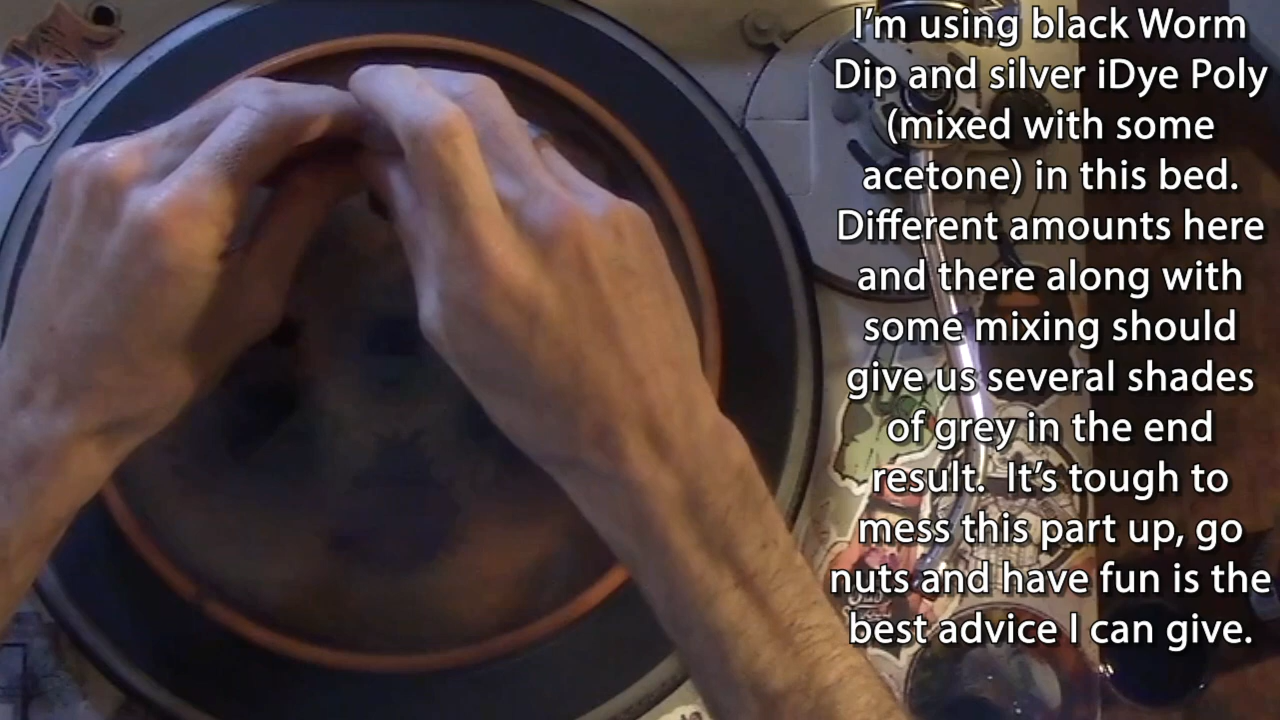 I'm using black Worm
Dip and silver iDye Poly
(mixed with some
acetone) in this bed.
Different amounts here
and there along with
some mixing should
give us several shades
of grey in the end
result.  It's tough to
mess this part up, go
nuts and have fun is the
best advice I can give.